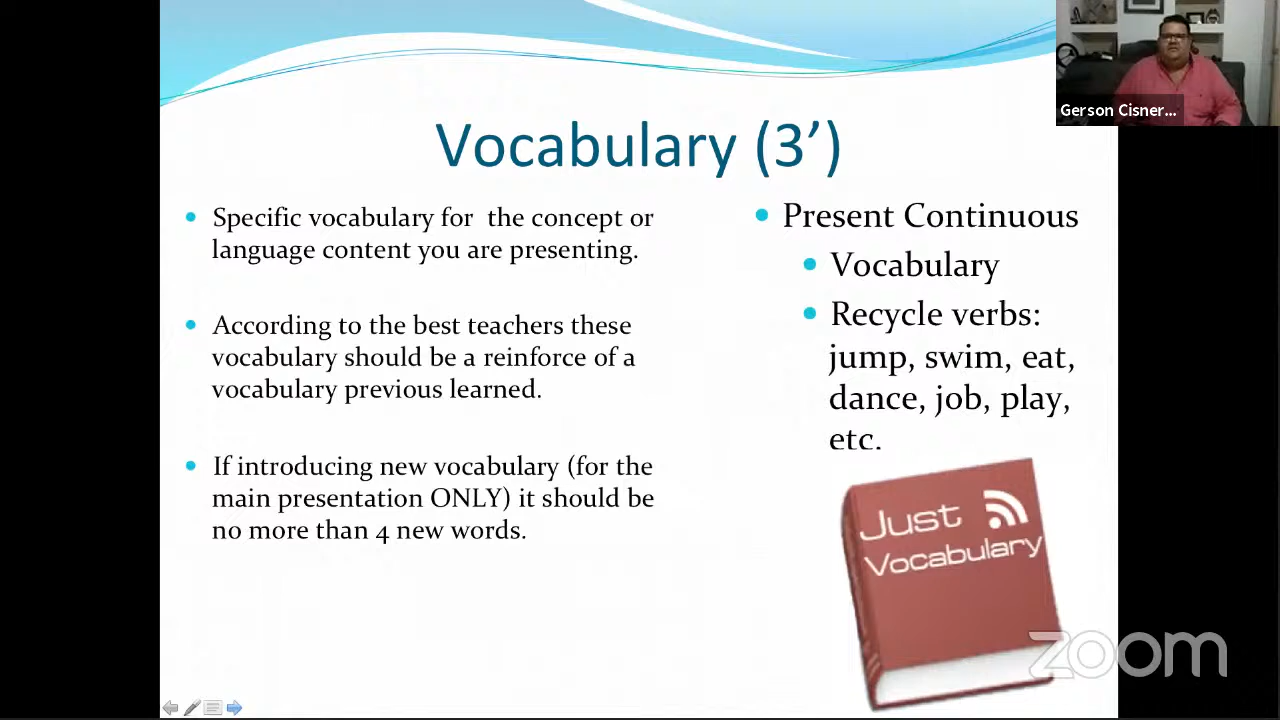 Gerson Cisner...
Vocabulary (3’)
Specific vocabulary for the concept or
language content you are presenting.
According to the best teachers these
vocabulary should be a reinforce of a
vocabulary previous learned.
If introducing new vocabulary (for the
main presentation ONLY) it should be
no more than 4 new words.
Present Continuous
Vocabulary
Recycle verbs:
jump, swim, eat,
dance, job, play,
etc.
Just
Vocabulary
zoom